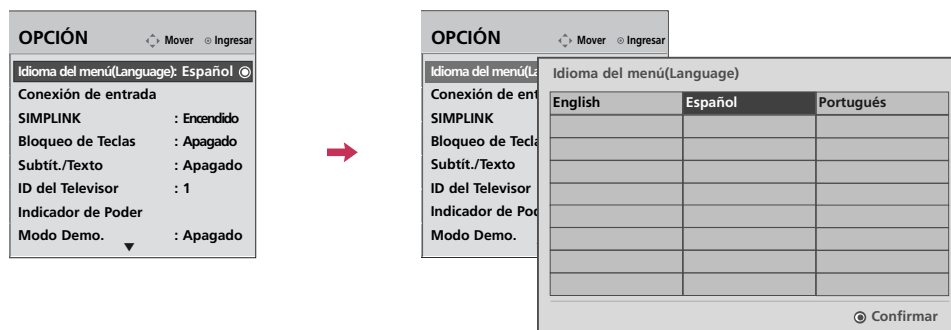 OPCIÓN Mover Ingresar
Idioma del menú(Language): Español
Conexión de entrada
SIMPLINK : Encendido
Bloqueo de Teclas : Apagado
Subtít./Texto : Apagado
ID del Televisor : 1
Indicador de Poder
Modo Demo. : Apagado
OPCIÓN Mover Ingresar
Idioma del menú(La
Conexión de ent
SIMPLINK
Bloqueo de Tecla
Subtít./Texto
ID del Televisor
Indicador de Pod
Modo Demo.
Idioma del menú(Language)
English Español Portugués
Confirmar